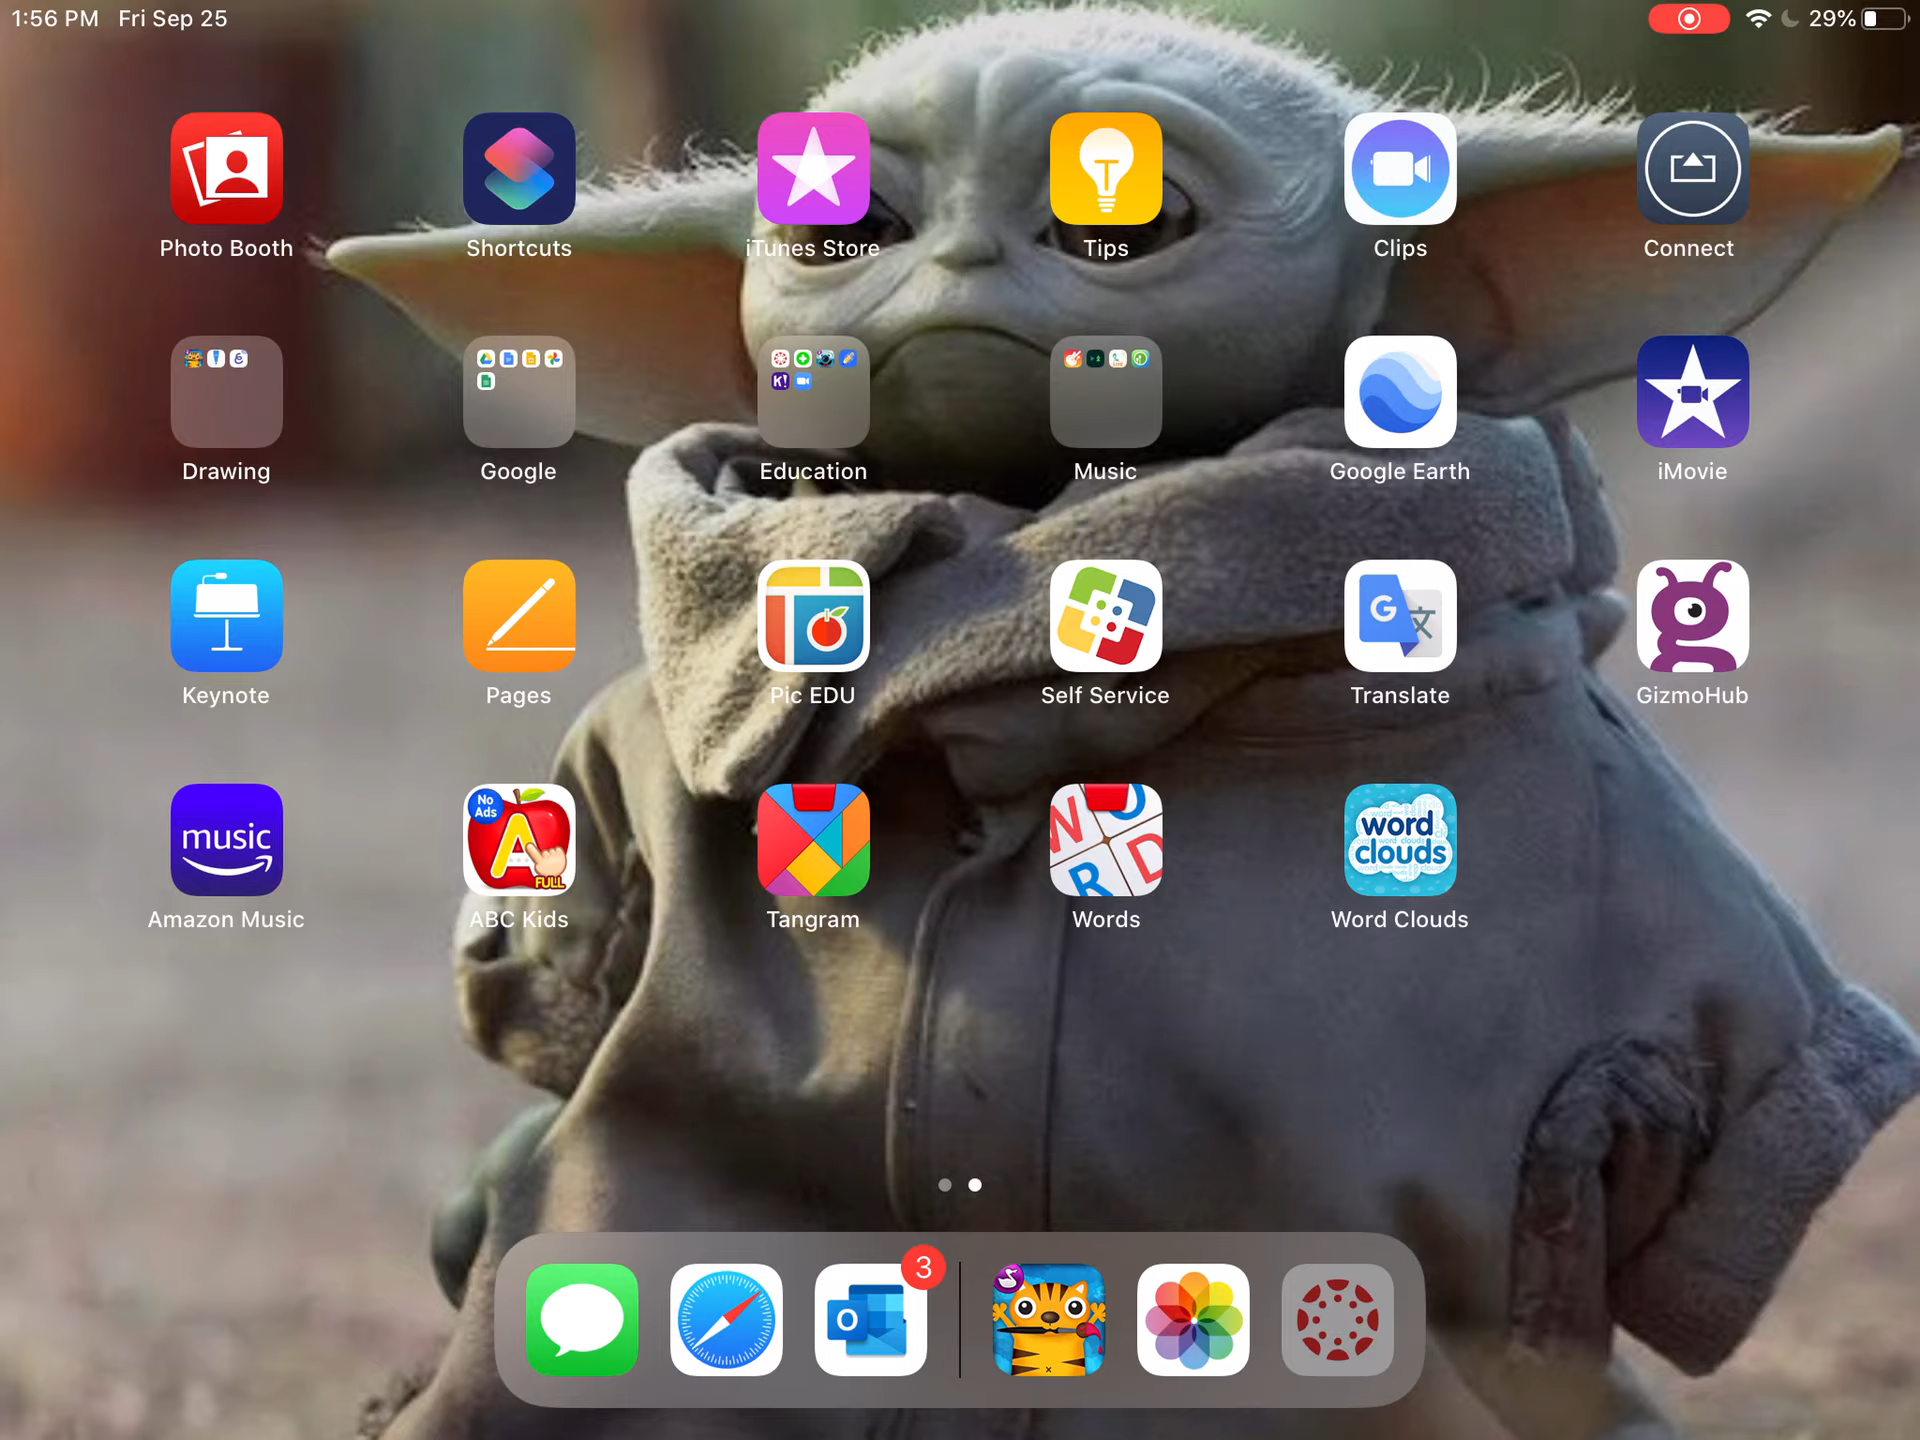 1:56 PM Fri Sep 25
29%
Photo Booth
Shortcuts
iTunes Store
Tips
Clips
Connect
K!
Drawing
Google
Education
Music
Google Earth
iMovie
G 文
Keynote
Pages
Pic EDU
Self Service
Translate
GizmoHub
music
No
Ads
A
FULL
W O
R D
word
clouds
Amazon Music
ABC Kids
Tangram
Words
Word Clouds
3
O